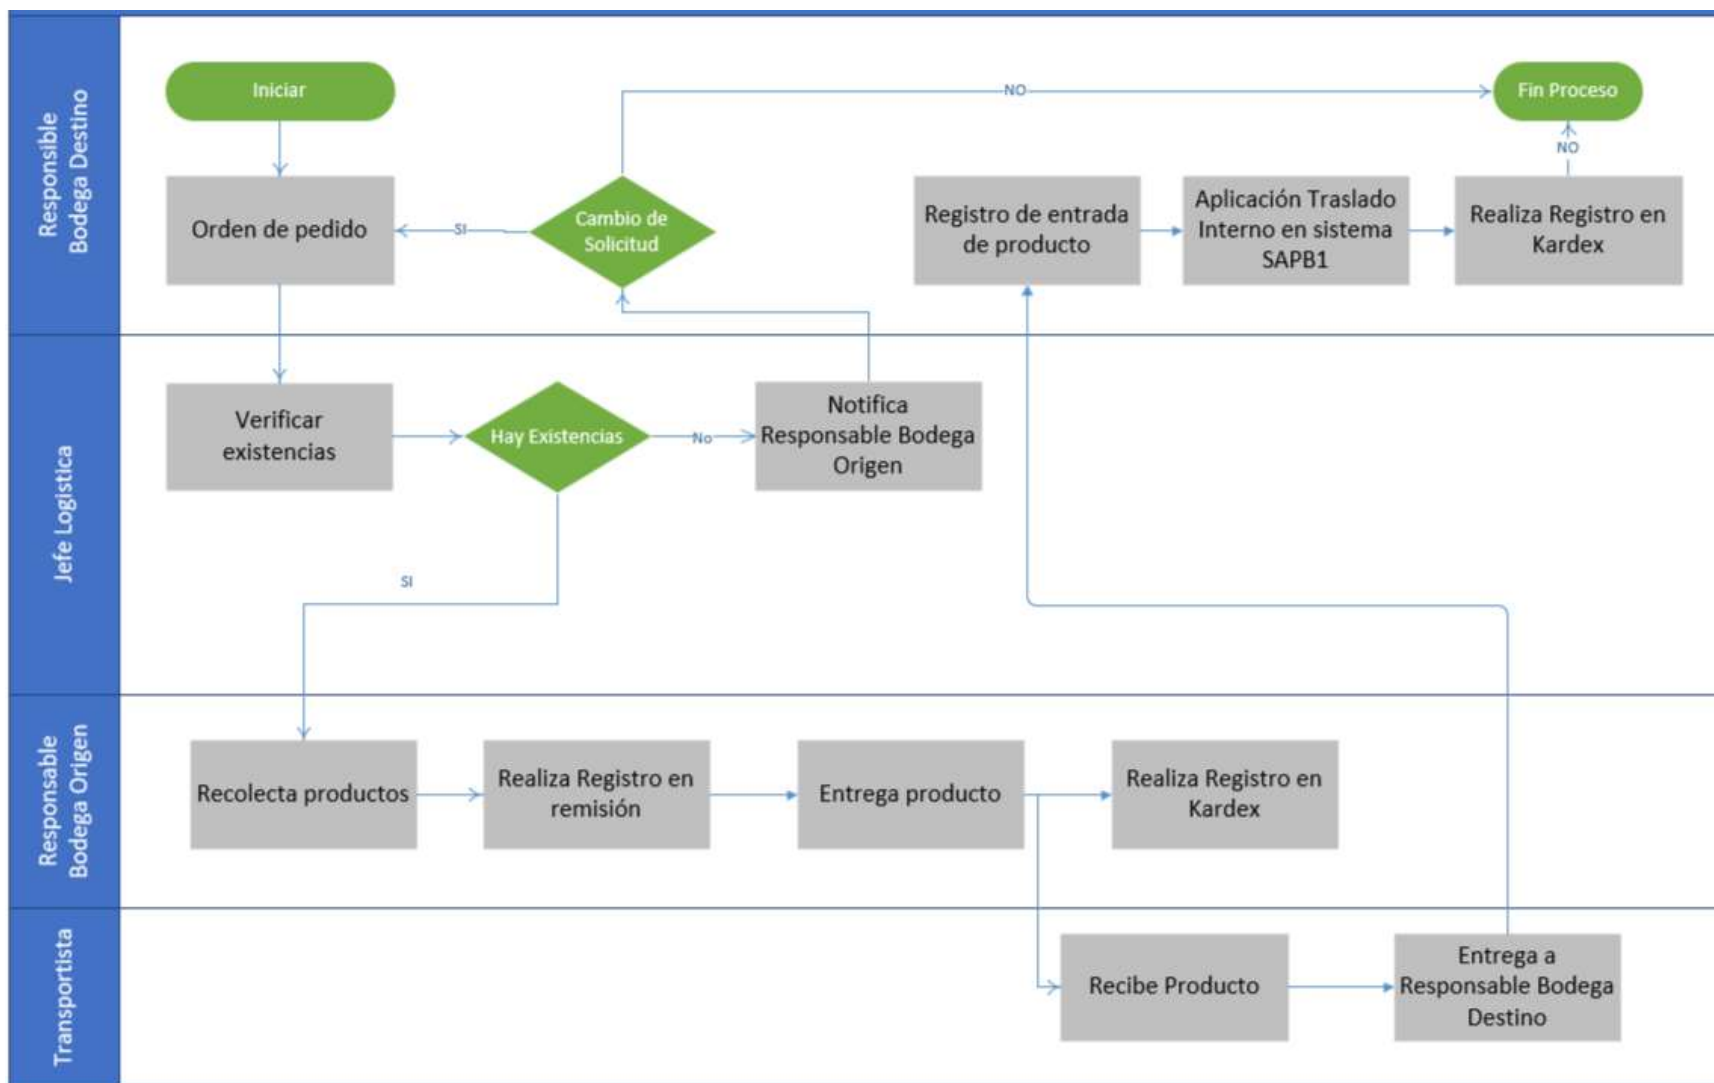 Responsible
Bodega Destino
Iniciar
NO
Fin Proceso
NO
Orden de pedido
SI
Cambio de
Solicitud
Registro de entrada
de producto
Aplicación Traslado
Interno en sistema
SAPB1
Realiza Registro en
Kardex
Jefe Logistica
Verificar
existencias
Hay Existencias
No
Notifica
Responsable Bodega
Origen
SI
Responsable
Bodega Origen
Recolecta productos
Realiza Registro en
remisión
Entrega producto
Realiza Registro en
Kardex
Transportista
Recibe Producto
Entrega a
Responsable Bodega
Destino